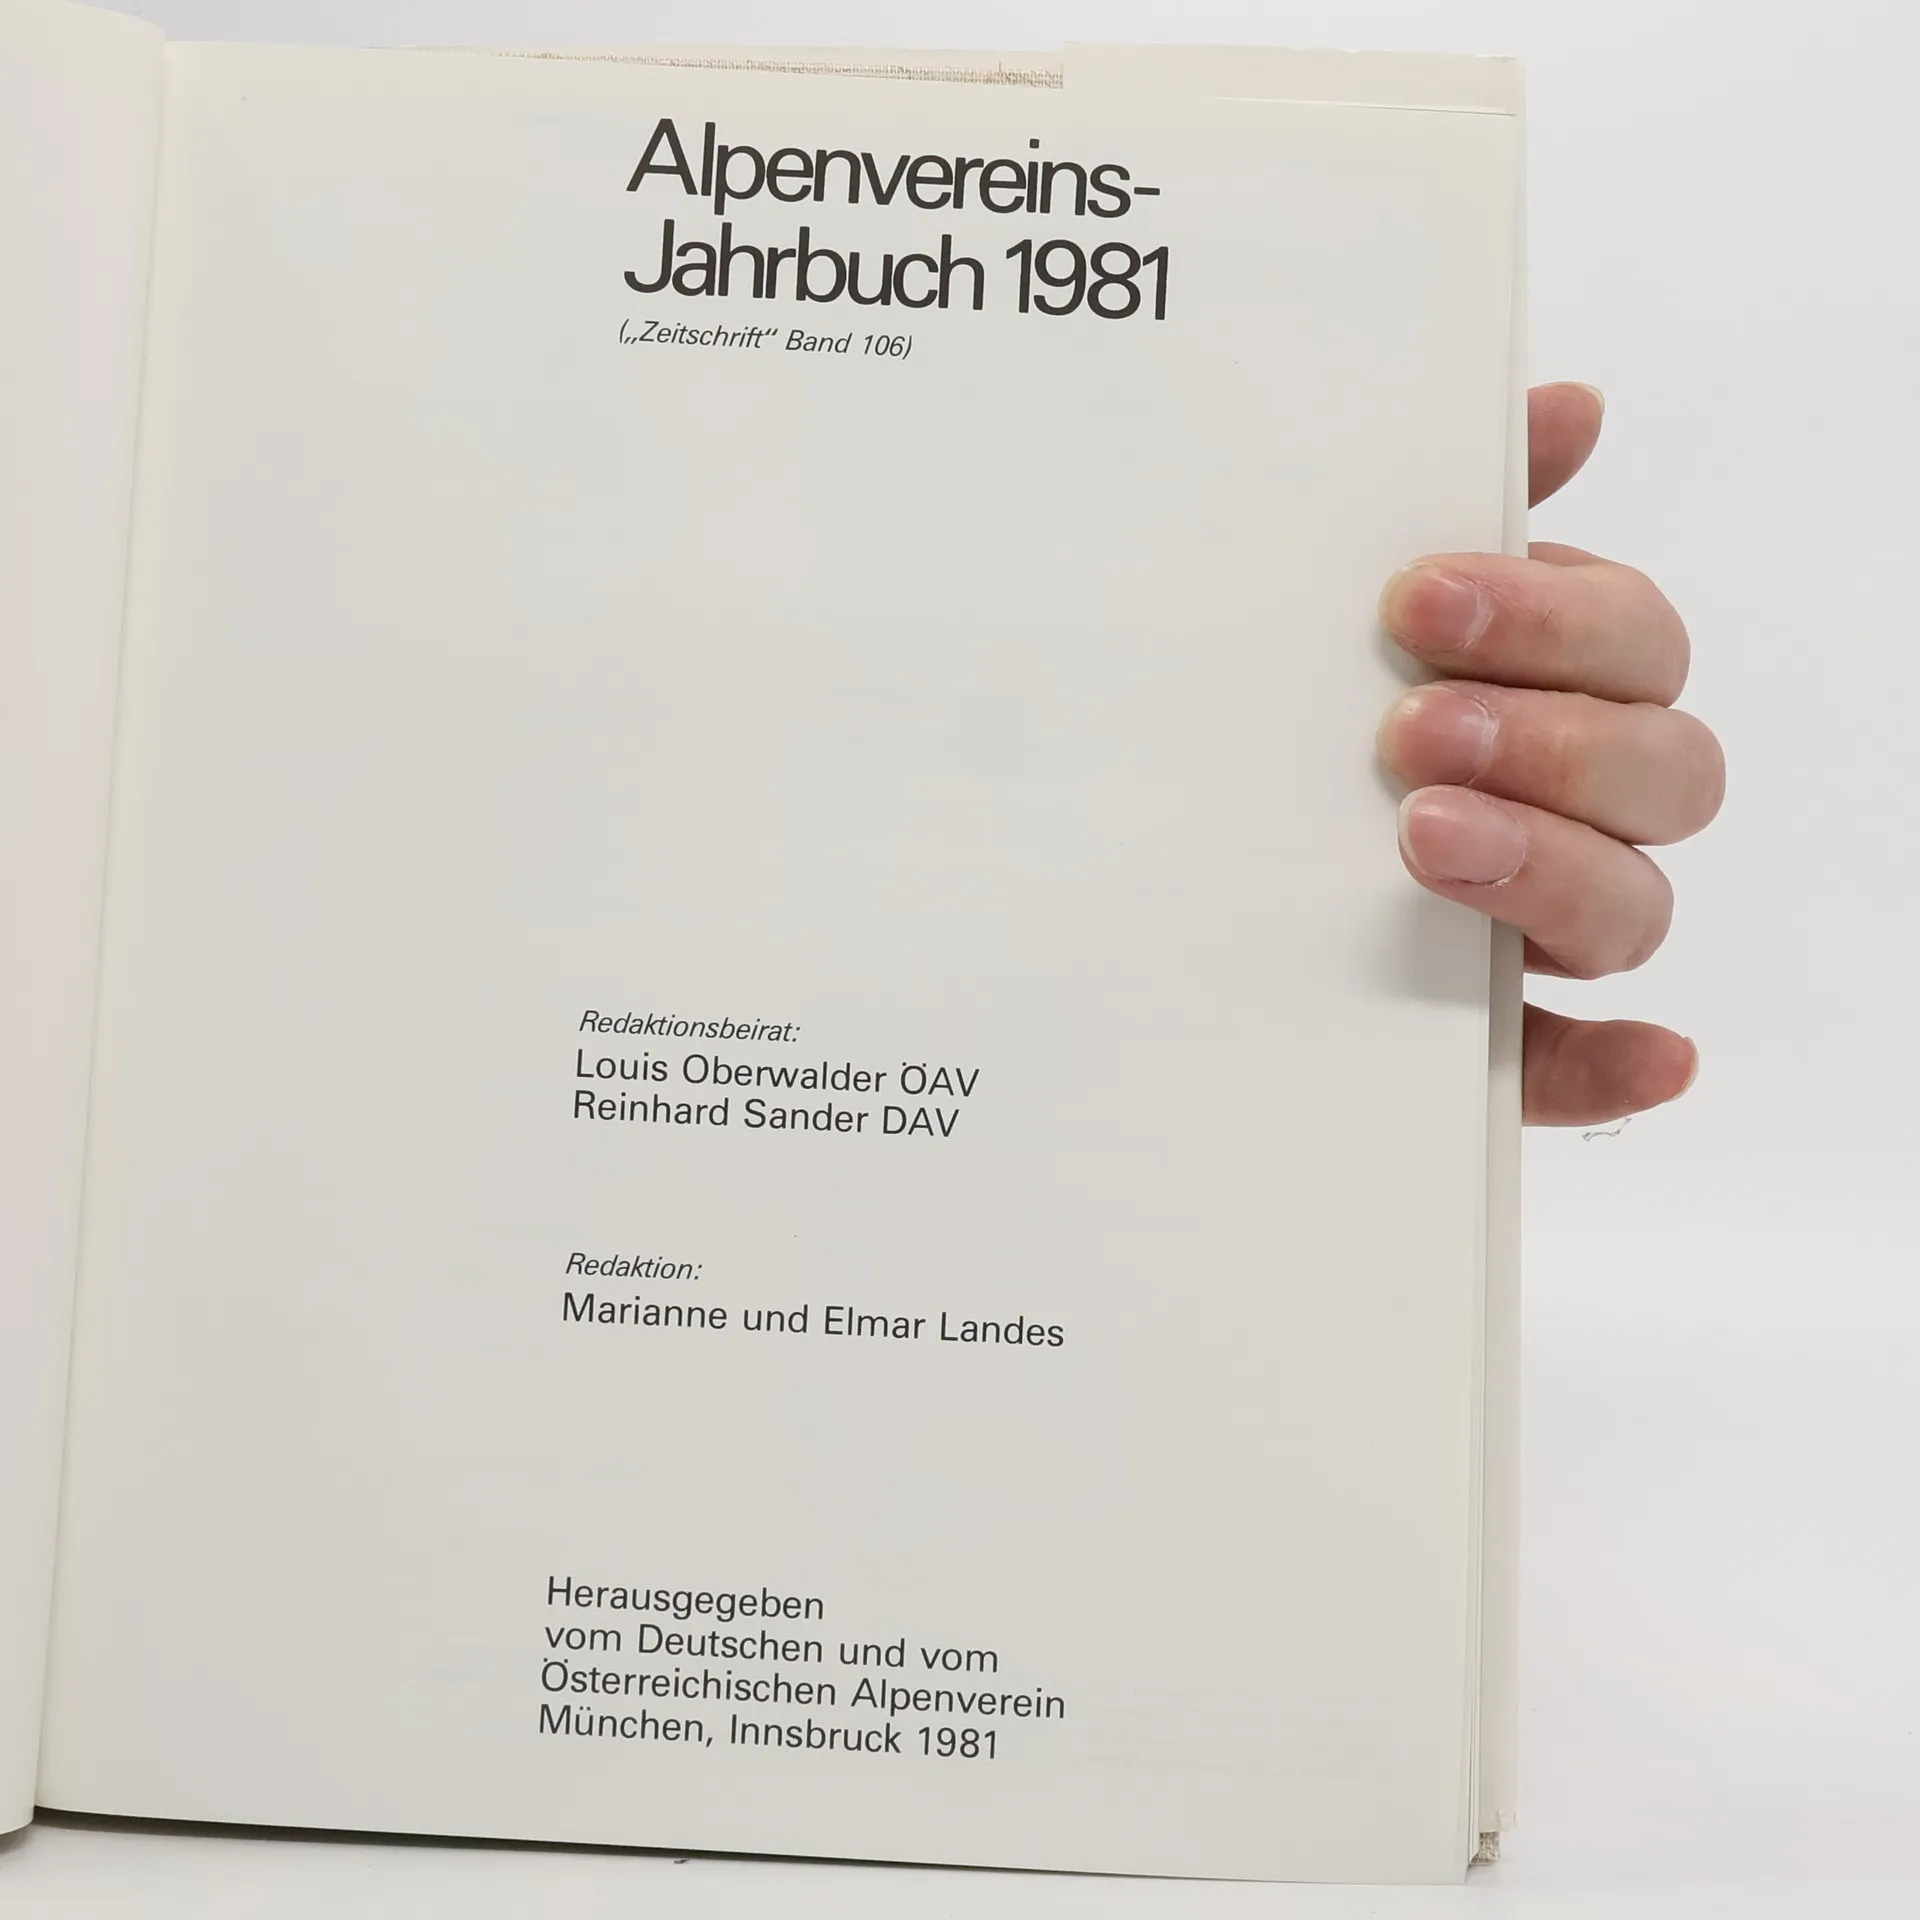 Alpenvereins-
Jahrbuch 1981
(„Zeitschrift“ Band 106)
Redaktionsbeirat:
Louis Oberwalder ÖAV
Reinhard Sander DAV
Redaktion:
Marianne und Elmar Landes
Herausgegeben
vom Deutschen und vom
Österreichischen Alpenverein
München, Innsbruck 1981